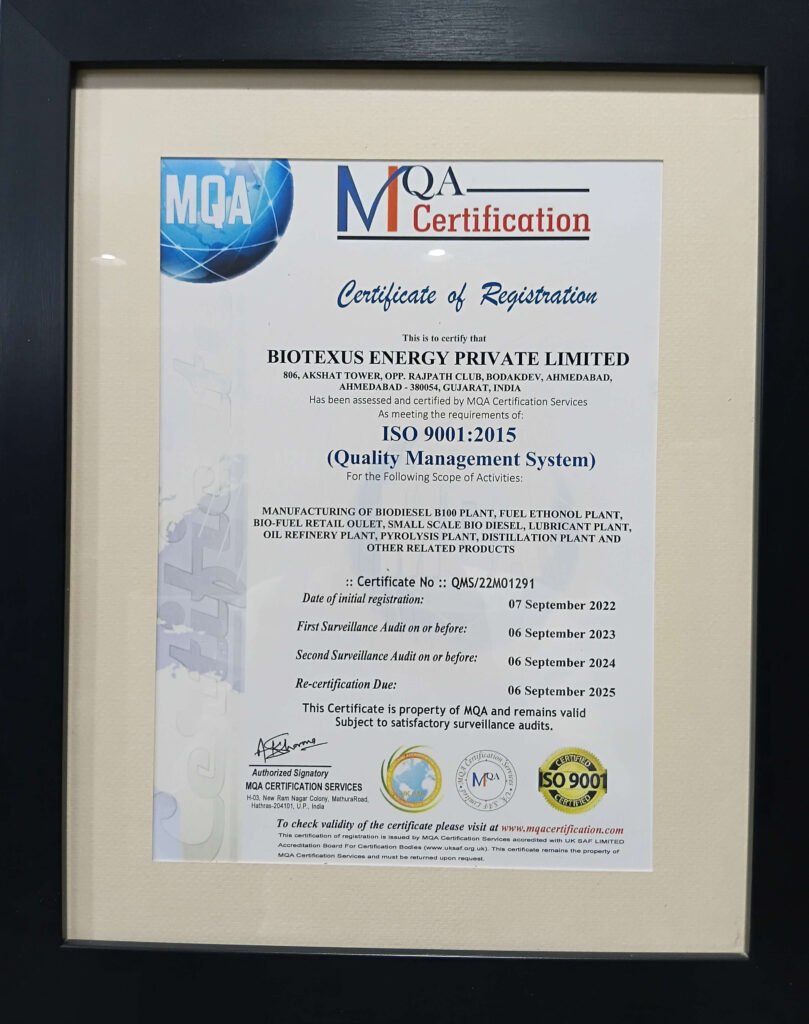 MQA
MQA
Certification
Certificate of Registration
This is to certify that
BIOTEXUS ENERGY PRIVATE LIMITED
806, AKSHAT TOWER, OPP. RAJPATH CLUB, BODAKDEV, AHMEDABAD,
AHMEDABAD - 380054, GUJARAT, INDIA
Has been assessed and certified by MQA Certification Services
As meeting the requirements of:
ISO 9001:2015
(Quality Management System)
For the Following Scope of Activities:
MANUFACTURING OF BIODIESEL B100 PLANT, FUEL ETHONOL PLANT,
BIO-FUEL RETAIL OULET, SMALL SCALE BIO DIESEL, LUBRICANT PLANT,
OIL REFINERY PLANT, PYROLYSIS PLANT, DISTILLATION PLANT AND
OTHER RELATED PRODUCTS
:: Certificate No :: QMS/22M01291
Date of initial registration: 07 September 2022
First Surveillance Audit on or before: 06 September 2023
Second Surveillance Audit on or before: 06 September 2024
Re-certification Due: 06 September 2025
This Certificate is property of MQA and remains valid
Subject to satisfactory surveillance audits.
Authorized Signatory
MQA CERTIFICATION SERVICES
H-03, New Ram Nagar Colony, MathuraRoad,
Hathras-204101, U.P., India
MQA
CERTIFIED
ISO 9001
CERTIFIED
To check validity of the certificate please visit at www.mqacertification.com
This certification of registration is issued by MQA Certification Services accredited with UK SAF LIMITED
Accreditation Board For Certification Bodies (www.uksaf.org.uk). This certificate remains the property of
MQA Certification Services and must be returned upon request.